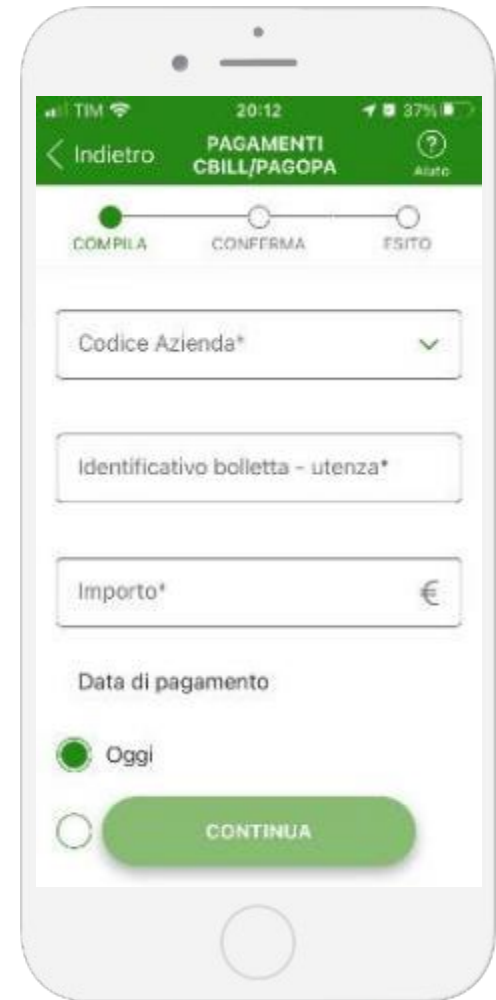 TIM 20:12 37%
Indietro PAGAMENTI CBILL/PAGOPA ?
Aiuto
COMPILA CONFERMA ESITO
Codice Azienda*
Identificativo bolletta - utenza*
Importo* €
Data di pagamento
Oggi
CONTINUA